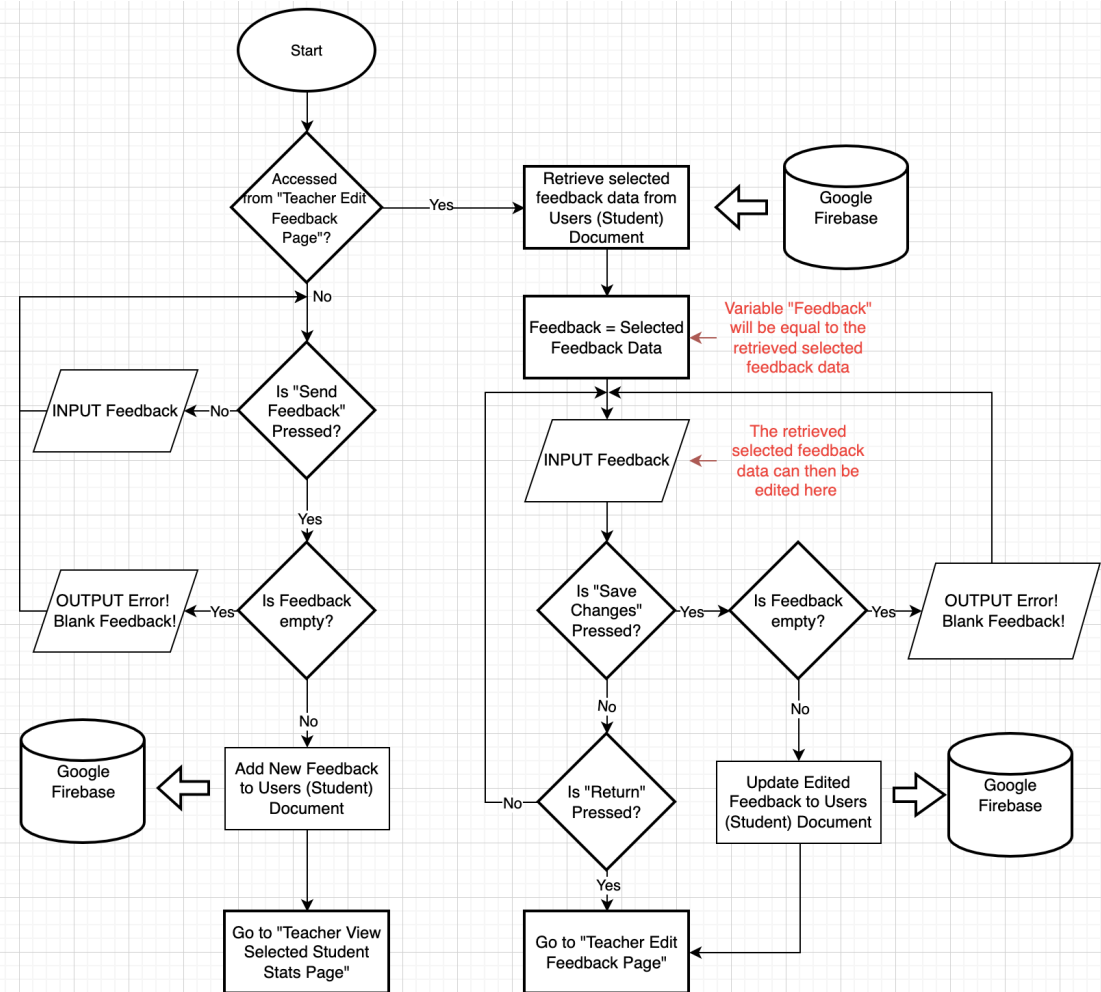 Start
Accessed
from "Teacher Edit
Feedback
Page"?
Yes
Retrieve selected
feedback data from
Users (Student)
Document
Google
Firebase
No
Feedback = Selected
Feedback Data
Variable "Feedback"
will be equal to the
retrieved selected
feedback data
Is "Send
Feedback"
Pressed?
No
INPUT Feedback
INPUT Feedback
The retrieved
selected feedback
data can then be
edited here
Yes
Is Feedback
empty?
Yes
OUTPUT Error!
Blank Feedback!
Is "Save
Changes"
Pressed?
Yes
Is Feedback
empty?
Yes
OUTPUT Error!
Blank Feedback!
No
No
No
Google
Firebase
Add New Feedback
to Users (Student)
Document
Is "Return"
Pressed?
No
Update Edited
Feedback to Users
(Student) Document
Google
Firebase
Yes
Go to "Teacher View
Selected Student
Stats Page"
Go to "Teacher Edit
Feedback Page"